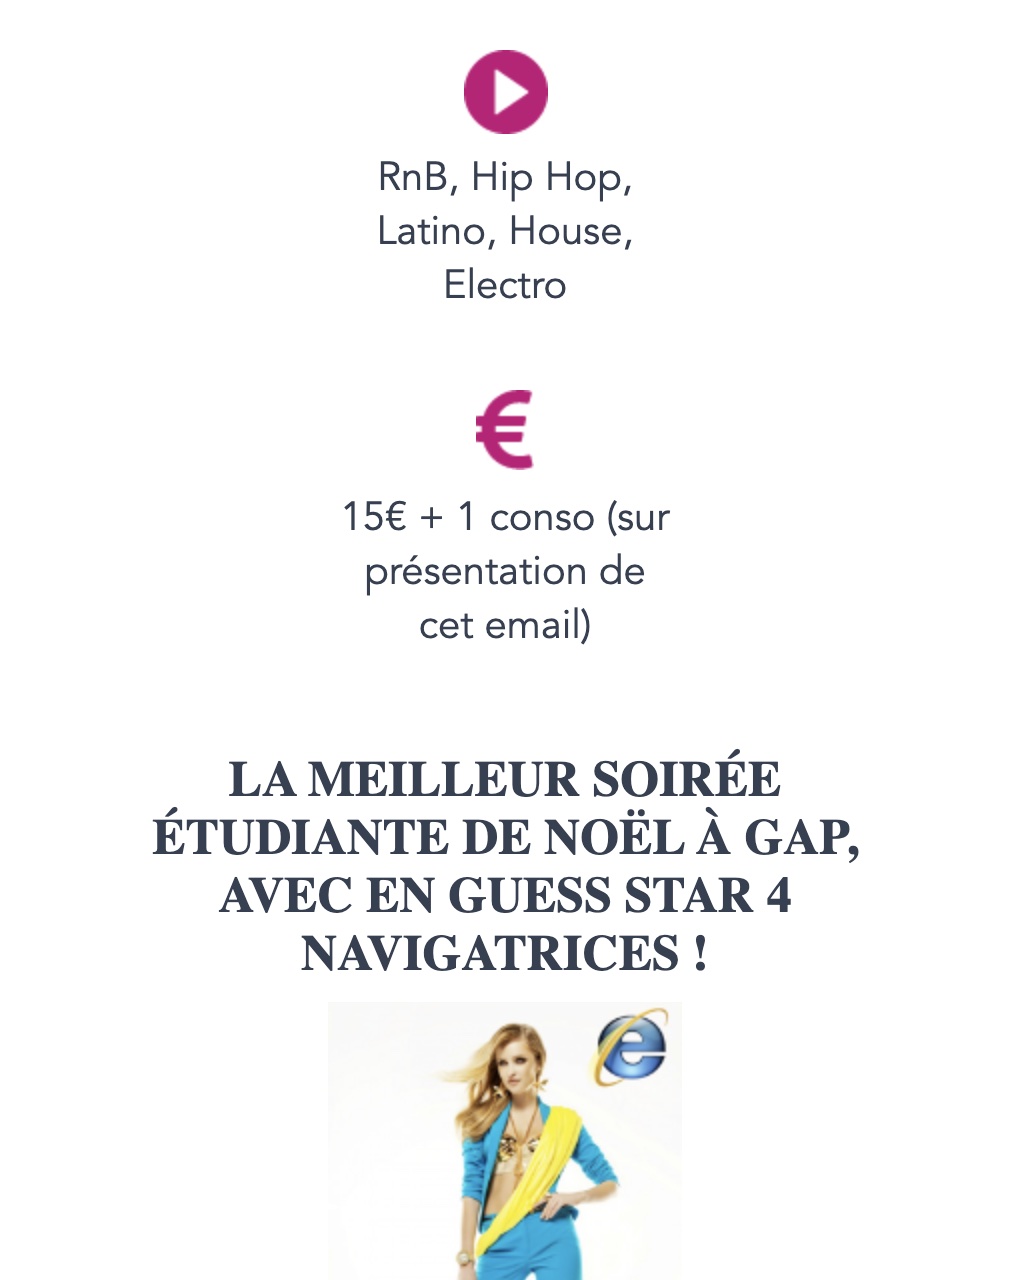 RnB, Hip Hop,
Latino, House,
Electro
€
15€ + 1 conso (sur
présentation de
cet email)
LA MEILLEUR SOIRÉE
ÉTUDIANTE DE NOËL À GAP,
AVEC EN GUESS STAR 4
NAVIGATRICES !